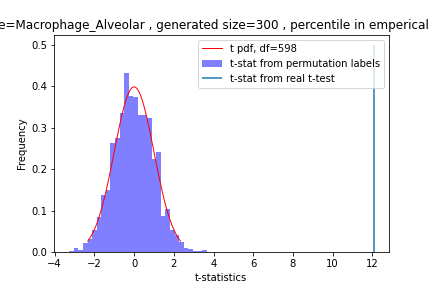 e=Macrophage_Alveolar , generated size=300 , percentile in emperical
0.5
0.4
0.3
0.2
0.1
0.0
Frequency
t pdf, df=598
t-stat from permutation labels
t-stat from real t-test
−4 −2 0 2 4 6 8 10 12
t-statistics